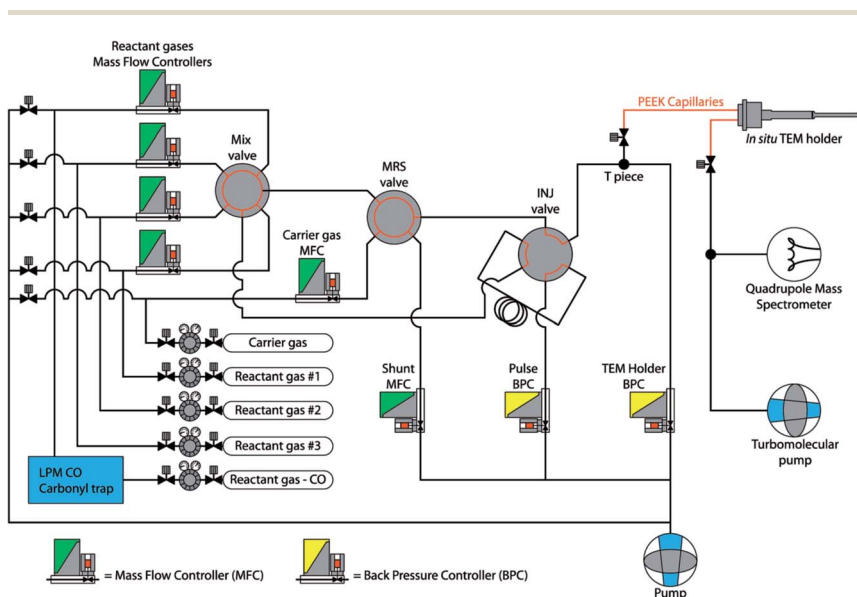 Reactant gases
Mass Flow Controllers
Mix
valve
MRS
valve
INJ
valve
PEEK Capillaries
In situ TEM holder
T piece
Carrier gas
MFC
Quadrupole Mass
Spectrometer
Carrier gas
Reactant gas #1
Reactant gas #2
Reactant gas #3
Reactant gas - CO
LPM CO
Carbonyl trap
Shunt
MFC
Pulse
BPC
TEM Holder
BPC
Turbomolecular
pump
= Mass Flow Controller (MFC)
= Back Pressure Controller (BPC)
Pump